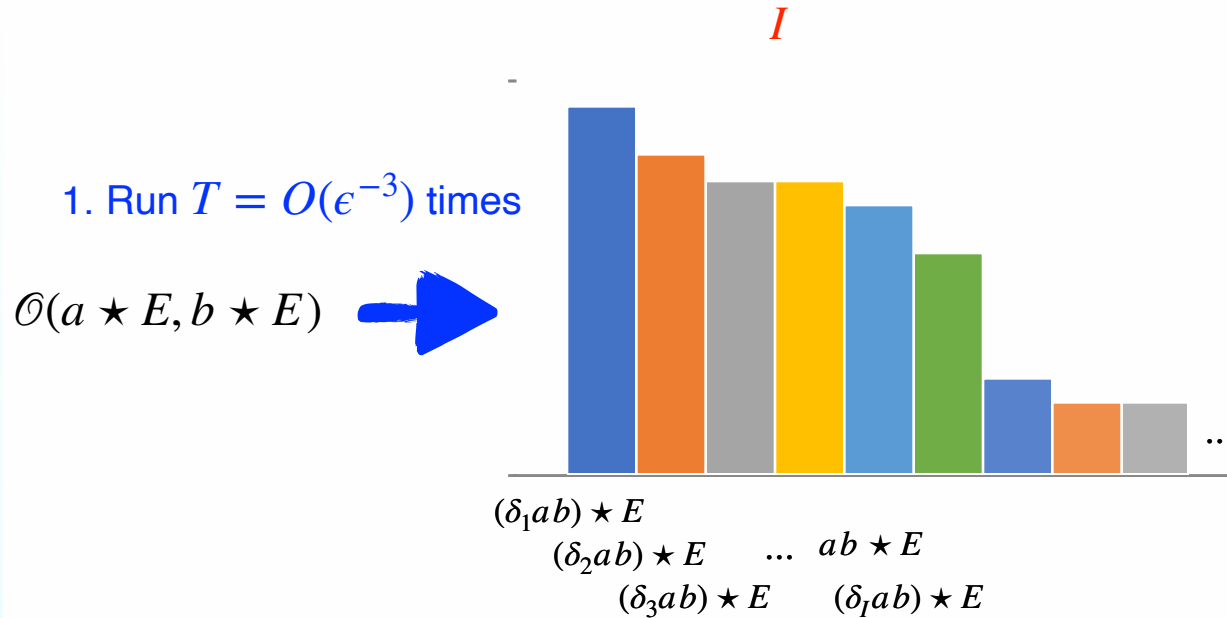 I
1. Run T = O(ϵ⁻³) times
𝒪(a ⋆ E, b ⋆ E)
..
(δ₁ab) ⋆ E
... ab ⋆ E
(δ₂ab) ⋆ E
(δ₃ab) ⋆ E (δ_I ab) ⋆ E